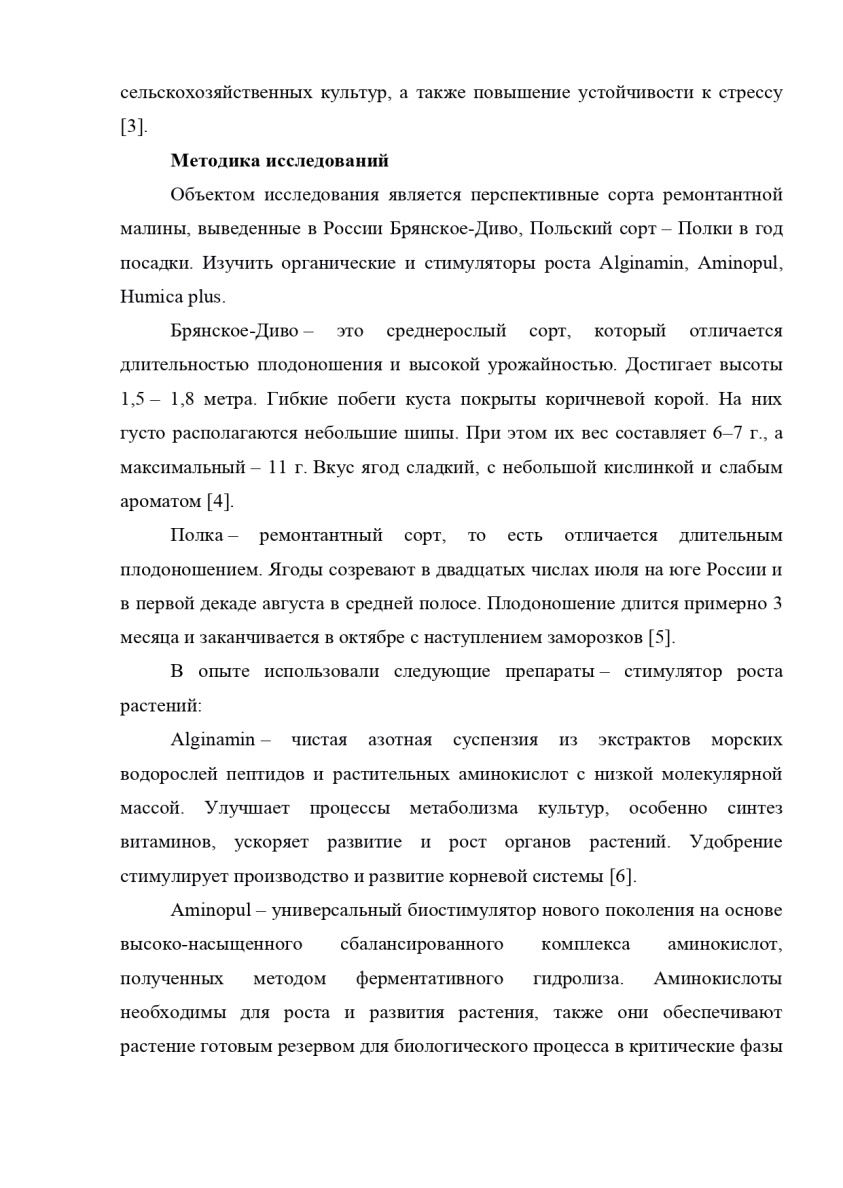 сельскохозяйственных культур, а также повышение устойчивости к стрессу
[3].
Методика исследований
Объектом исследования является перспективные сорта ремонтантной
малины, выведенные в России Брянское-Диво, Польский сорт – Полки в год
посадки. Изучить органические и стимуляторы роста Alginamin, Aminopul,
Humica plus.
Брянское-Диво – это среднерослый сорт, который отличается
длительностью плодоношения и высокой урожайностью. Достигает высоты
1,5 – 1,8 метра. Гибкие побеги куста покрыты коричневой корой. На них
густо располагаются небольшие шипы. При этом их вес составляет 6–7 г., а
максимальный – 11 г. Вкус ягод сладкий, с небольшой кислинкой и слабым
ароматом [4].
Полка – ремонтантный сорт, то есть отличается длительным
плодоношением. Ягоды созревают в двадцатых числах июля на юге России и
в первой декаде августа в средней полосе. Плодоношение длится примерно 3
месяца и заканчивается в октябре с наступлением заморозков [5].
В опыте использовали следующие препараты – стимулятор роста
растений:
Alginamin – чистая азотная суспензия из экстрактов морских
водорослей пептидов и растительных аминокислот с низкой молекулярной
массой. Улучшает процессы метаболизма культур, особенно синтез
витаминов, ускоряет развитие и рост органов растений. Удобрение
стимулирует производство и развитие корневой системы [6].
Aminopul – универсальный биостимулятор нового поколения на основе
высоко-насыщенного сбалансированного комплекса аминокислот,
полученных методом ферментативного гидролиза. Аминокислоты
необходимы для роста и развития растения, также они обеспечивают
растение готовым резервом для биологического процесса в критические фазы